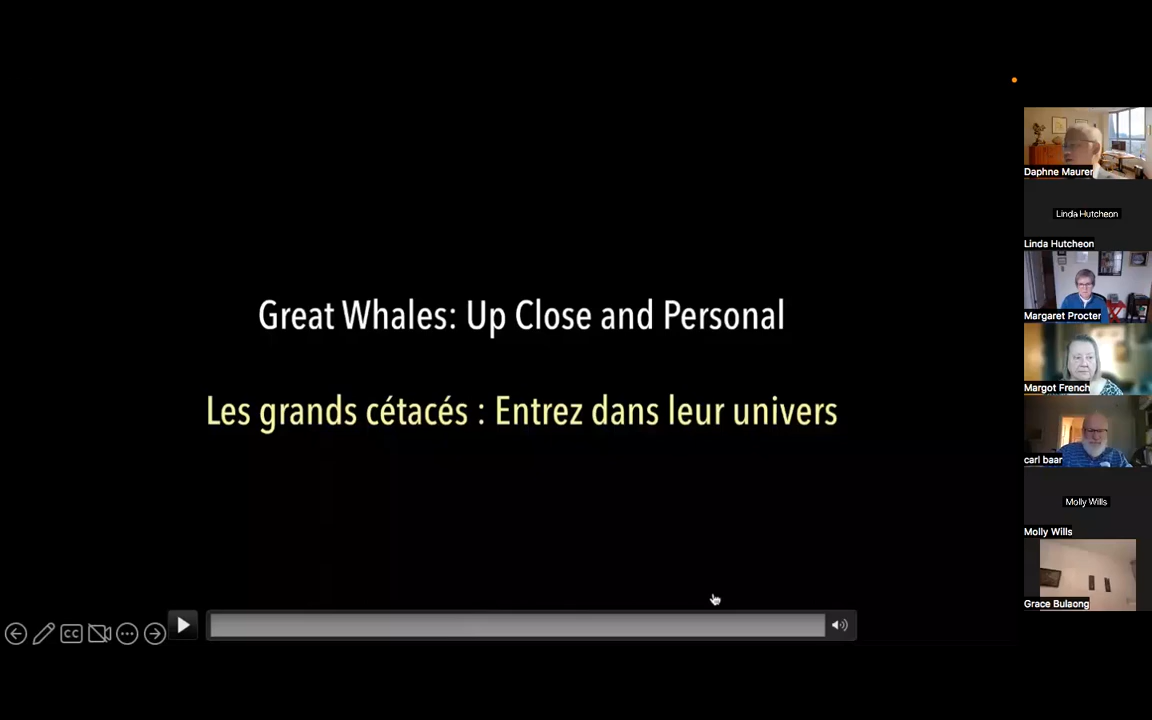 Great Whales: Up Close and Personal
Les grands cétacés : Entrez dans leur univers
CC
Daphne Maurer
Linda Hutcheon
Linda Hutcheon
Margaret Procter
Margot French
carl baar
Molly Wills
Molly Wills
Grace Bulaong